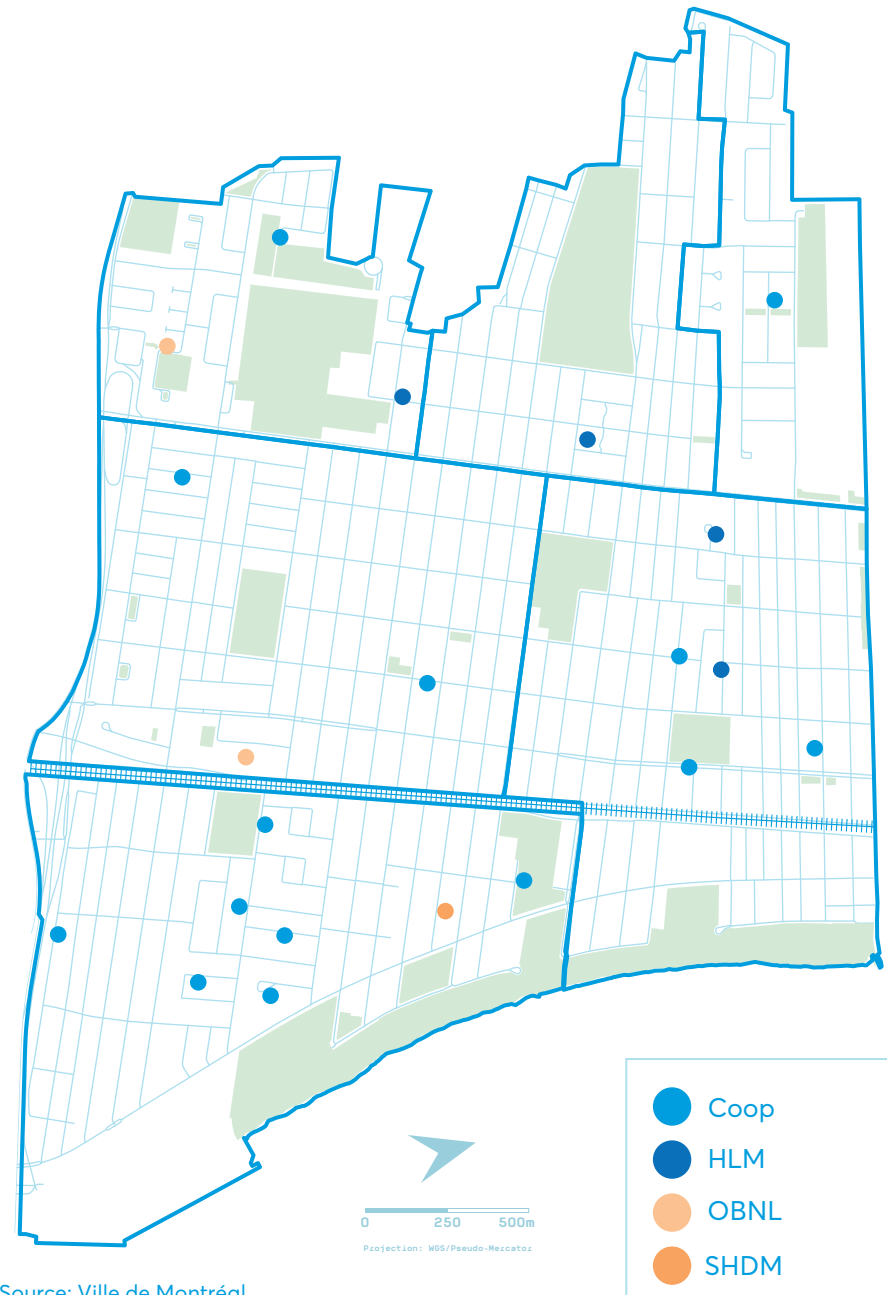 Coop
HLM
OBNL
SHDM
0 250 500m
Projection: WGS/Pseudo-Mercator
Source: Ville de Montréal